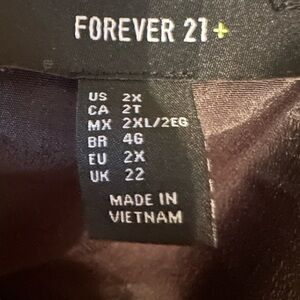 FOREVER 21+
US 2X
CA 2T
MX 2XL/2EG
BR 4G
EU 2X
UK 22
MADE IN
VIETNAM